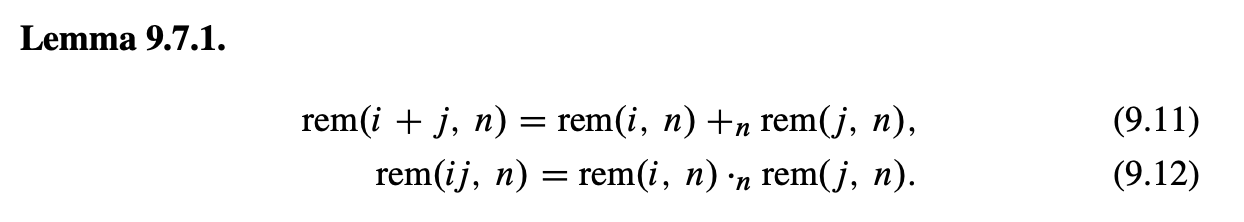 Lemma 9.7.1.
rem(i + j, n) = rem(i, n) +ₙ rem(j, n), (9.11)
rem(ij, n) = rem(i, n) ·ₙ rem(j, n). (9.12)